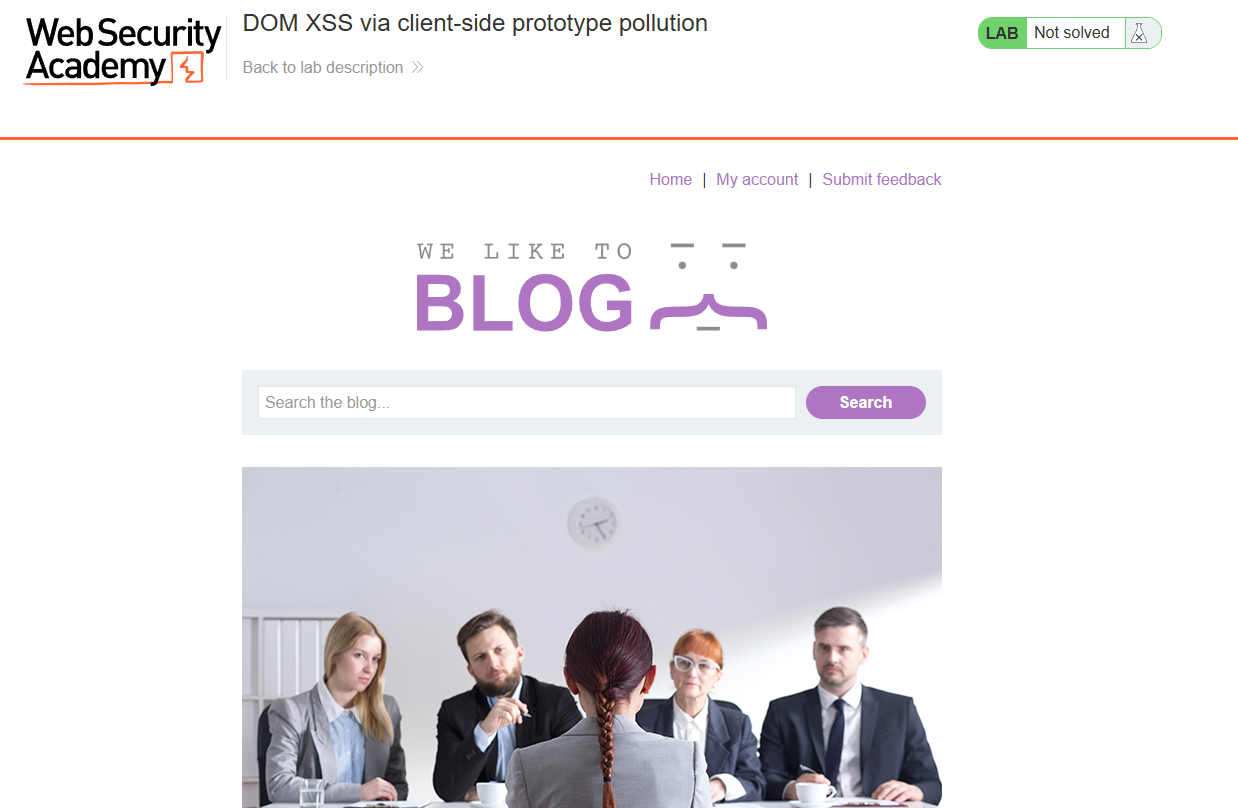 Web Security
Academy
DOM XSS via client-side prototype pollution
Back to lab description
LAB Not solved
Home | My account | Submit feedback
WE LIKE TO
BLOG
Search the blog...
Search